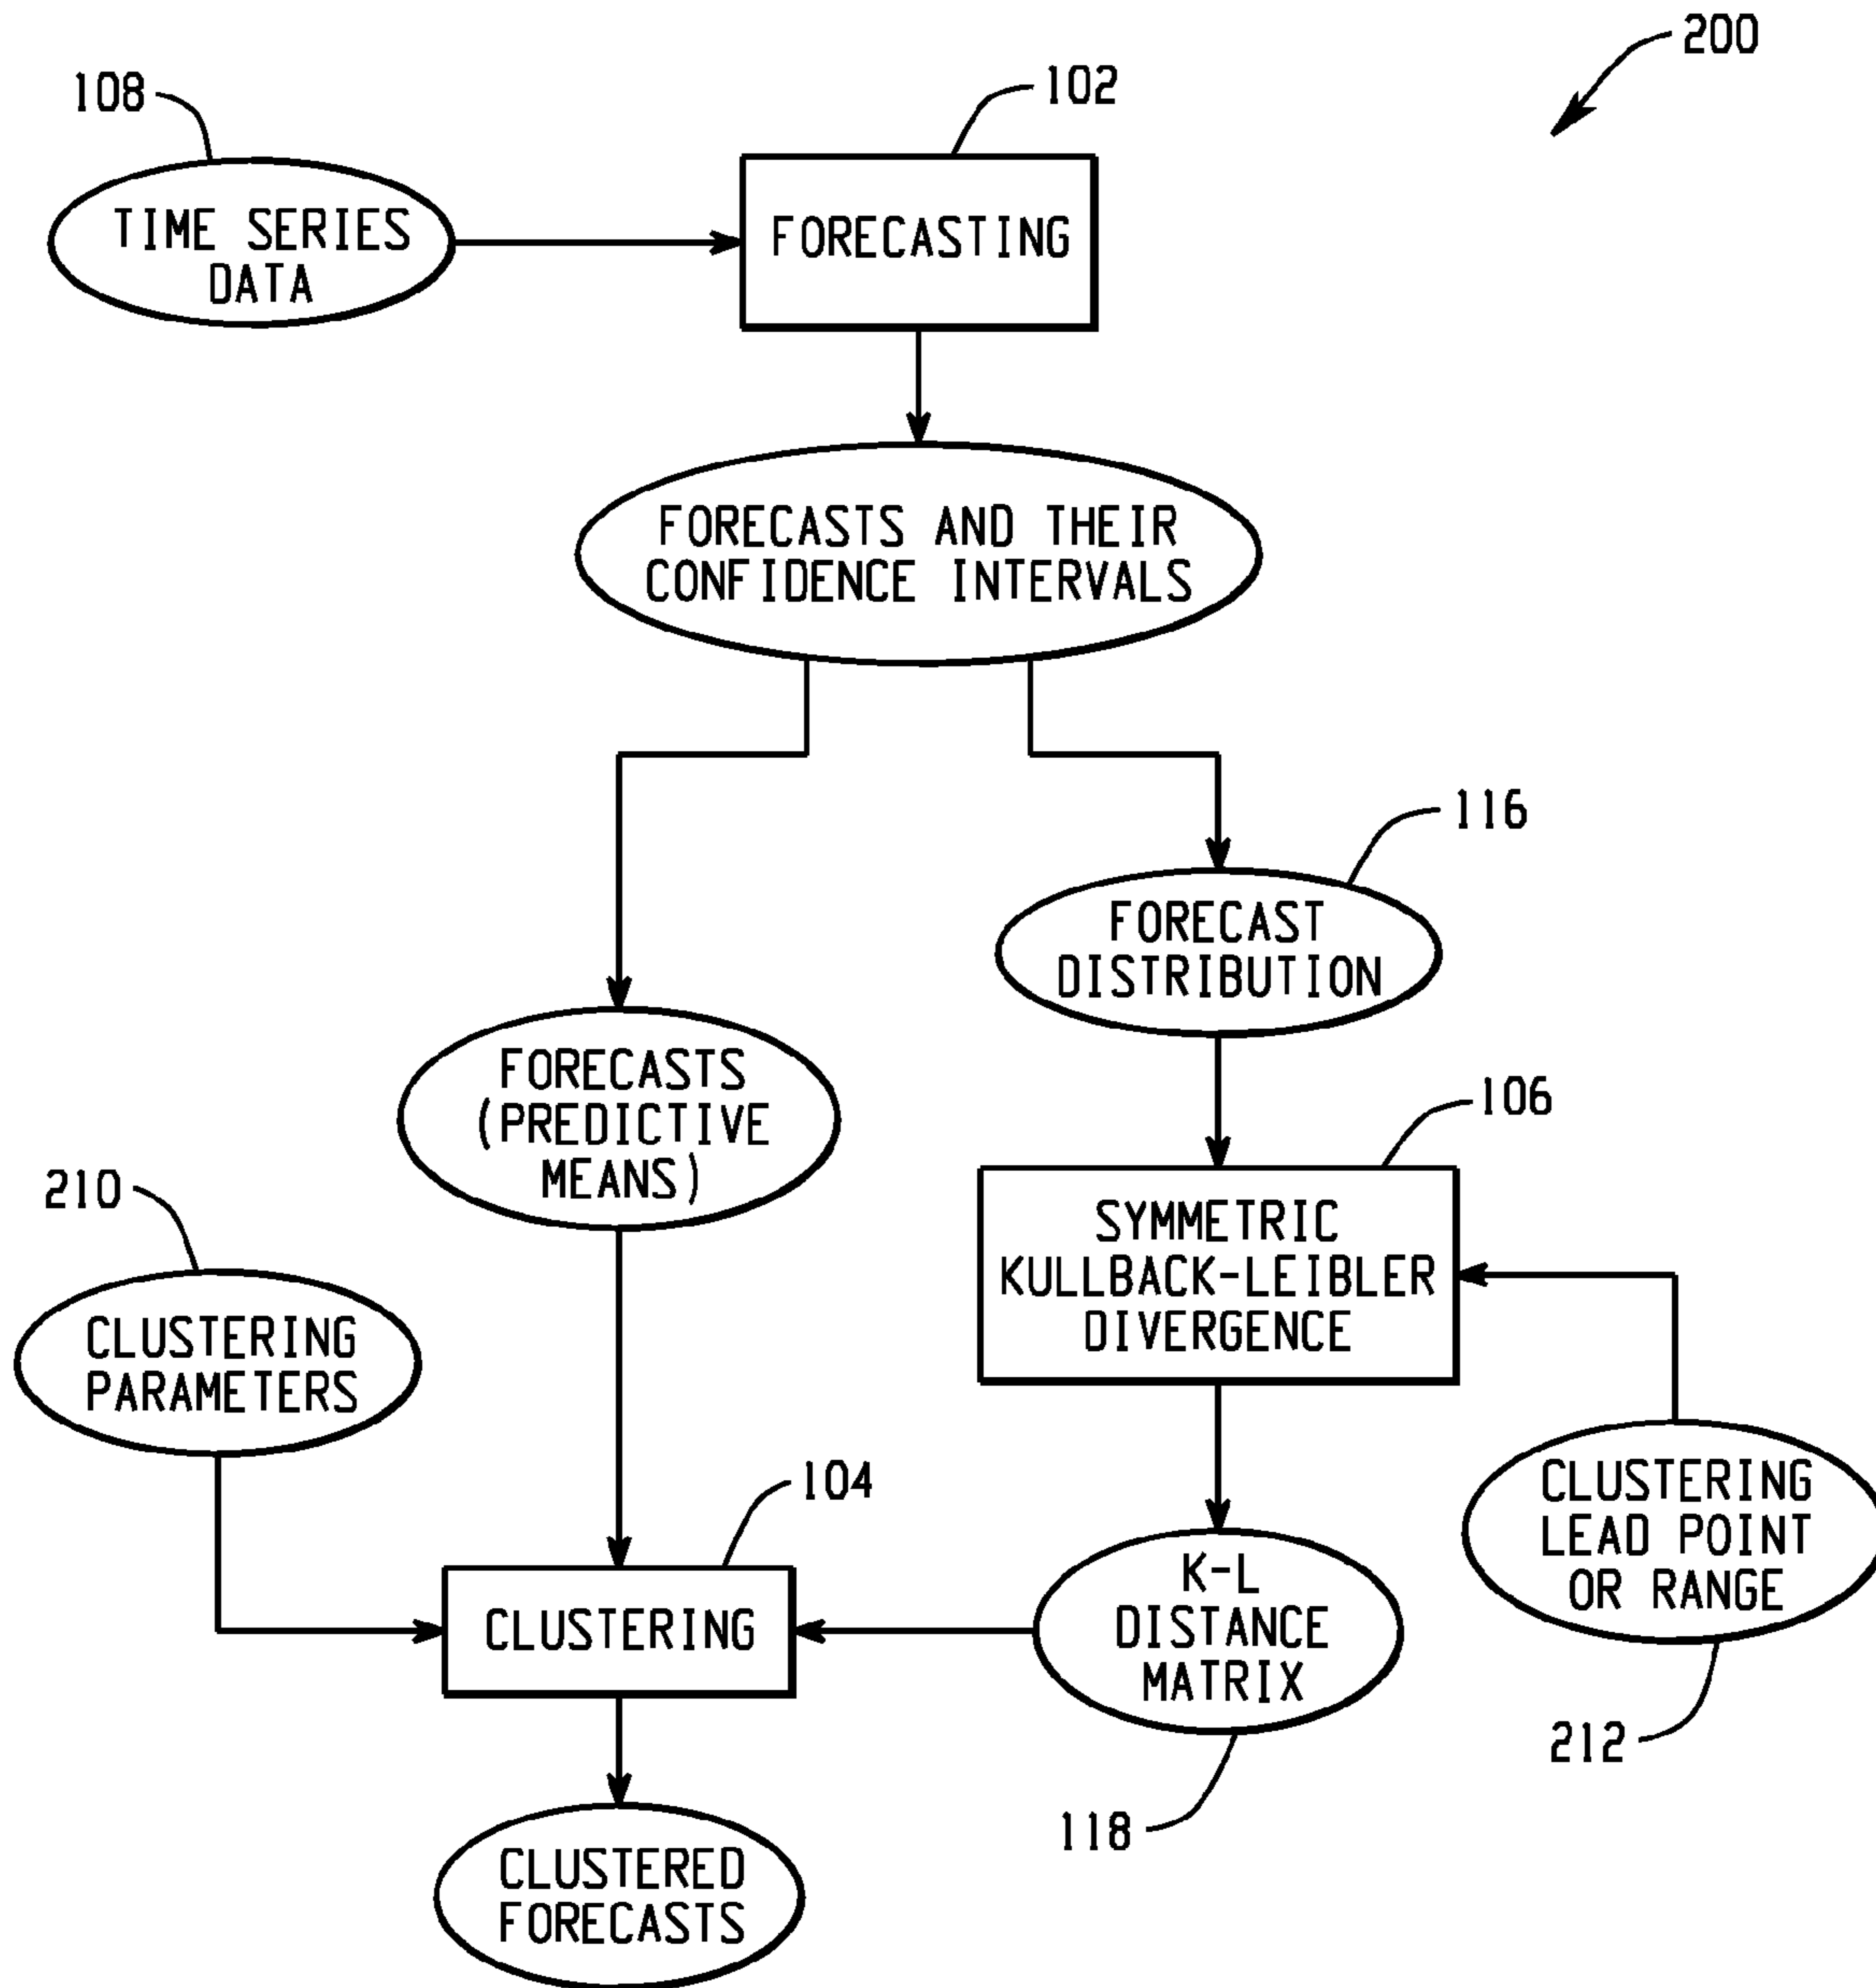 200
108
102
TIME SERIES
DATA
FORECASTING
FORECASTS AND THEIR
CONFIDENCE INTERVALS
116
FORECAST
DISTRIBUTION
FORECASTS
(PREDICTIVE
MEANS)
106
210
SYMMETRIC
KULLBACK-LEIBLER
DIVERGENCE
CLUSTERING
PARAMETERS
104
CLUSTERING
LEAD POINT
OR RANGE
CLUSTERING
K-L
DISTANCE
MATRIX
212
118
CLUSTERED
FORECASTS